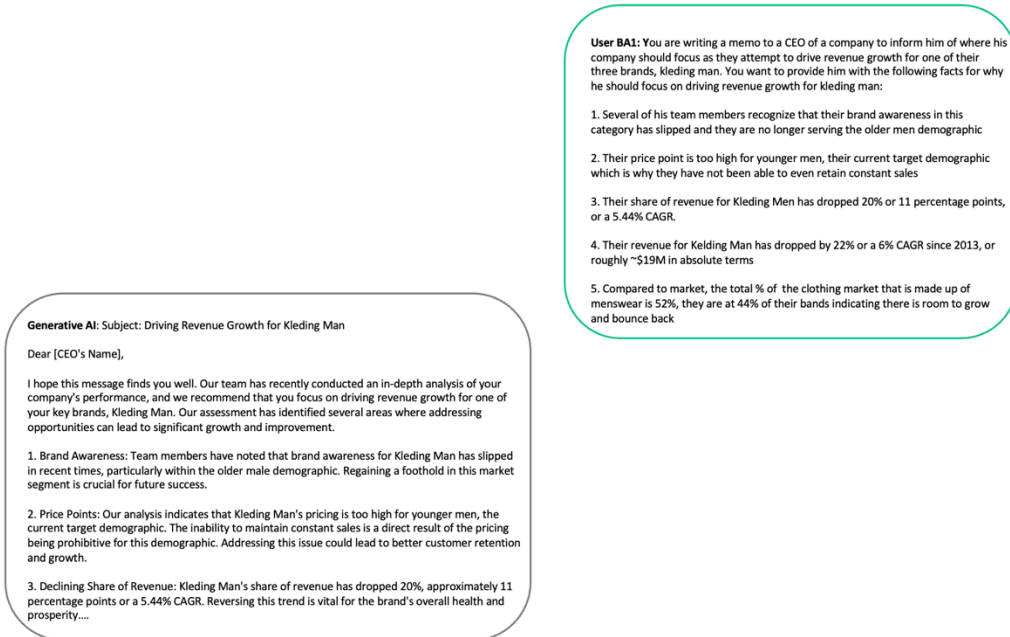 User BA1: You are writing a memo to a CEO of a company to inform him of where his
company should focus as they attempt to drive revenue growth for one of their
three brands, kleding man. You want to provide him with the following facts for why
he should focus on driving revenue growth for kleding man:
1. Several of his team members recognize that their brand awareness in this
category has slipped and they are no longer serving the older men demographic
2. Their price point is too high for younger men, their current target demographic
which is why they have not been able to even retain constant sales
3. Their share of revenue for Kleding Men has dropped 20% or 11 percentage points,
or a 5.44% CAGR.
4. Their revenue for Kelding Man has dropped by 22% or a 6% CAGR since 2013, or
roughly ~$19M in absolute terms
5. Compared to market, the total % of the clothing market that is made up of
menswear is 52%, they are at 44% of their bands indicating there is room to grow
and bounce back
Generative AI: Subject: Driving Revenue Growth for Kleding Man
Dear [CEO's Name],
I hope this message finds you well. Our team has recently conducted an in-depth analysis of your
company's performance, and we recommend that you focus on driving revenue growth for one of
your key brands, Kleding Man. Our assessment has identified several areas where addressing
opportunities can lead to significant growth and improvement.
1. Brand Awareness: Team members have noted that brand awareness for Kleding Man has slipped
in recent times, particularly within the older male demographic. Regaining a foothold in this market
segment is crucial for future success.
2. Price Points: Our analysis indicates that Kleding Man's pricing is too high for younger men, the
current target demographic. The inability to maintain constant sales is a direct result of the pricing
being prohibitive for this demographic. Addressing this issue could lead to better customer retention
and growth.
3. Declining Share of Revenue: Kleding Man's share of revenue has dropped 20%, approximately 11
percentage points or a 5.44% CAGR. Reversing this trend is vital for the brand's overall health and
prosperity....